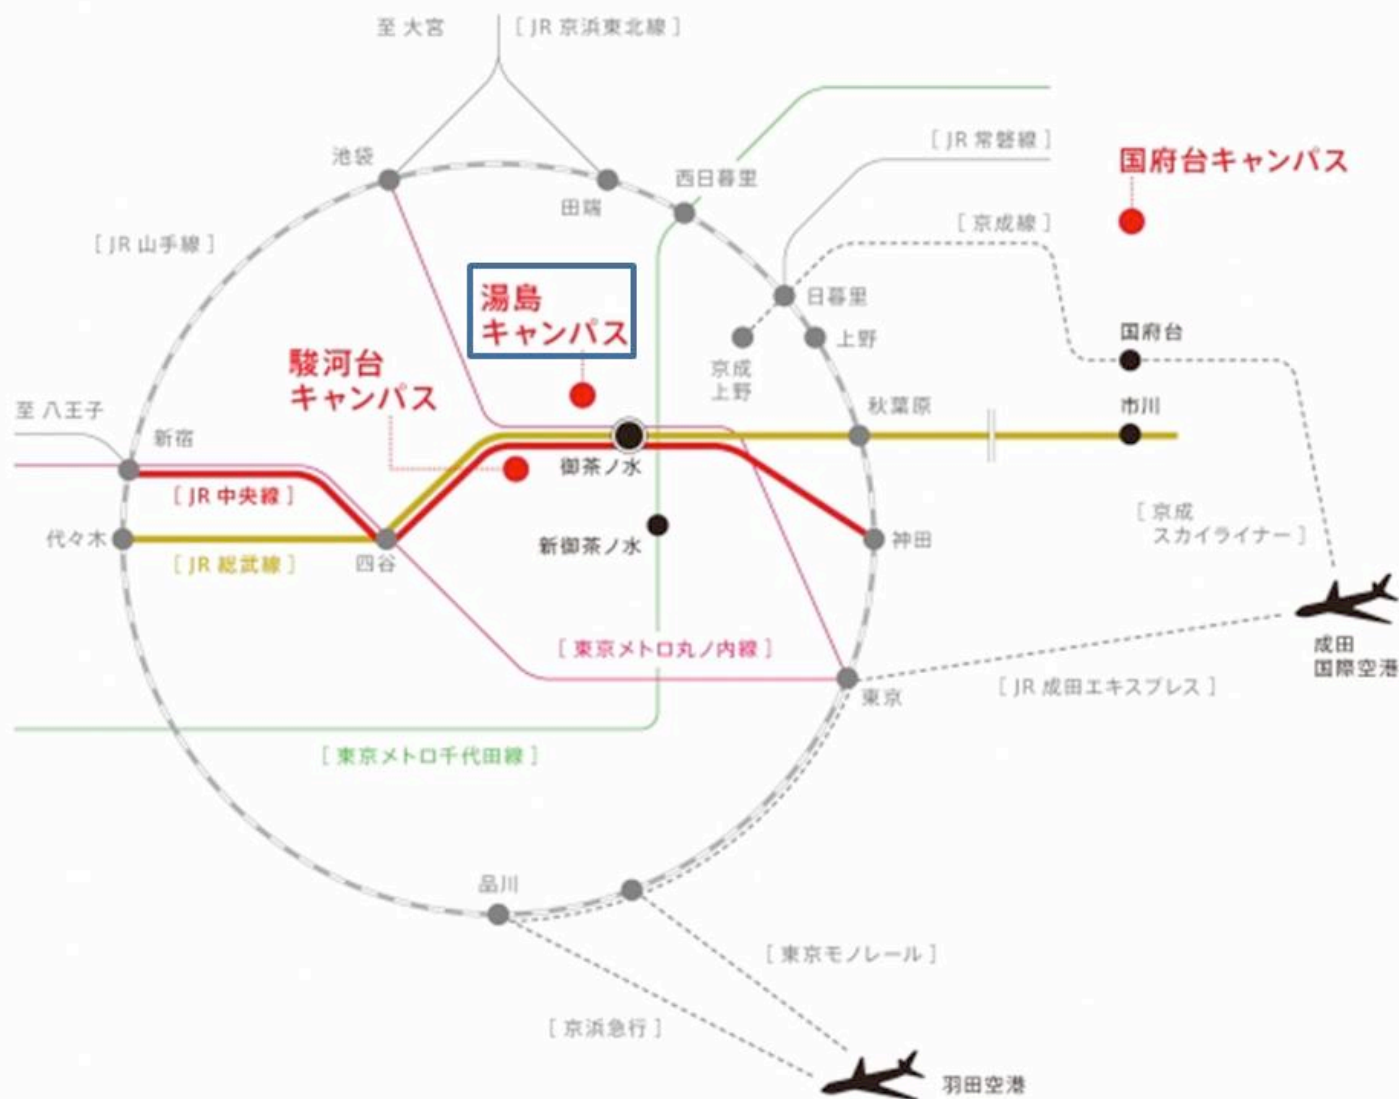 至 大宮
[ JR 京浜東北線 ]
池袋
田端
西日暮里
[ JR 常磐線 ]
国府台キャンパス
[ JR 山手線 ]
[ 京成線 ]
湯島
キャンパス
日暮里
上野
京成
上野
国府台
駿河台
キャンパス
至 八王子
新宿
秋葉原
市川
御茶ノ水
[ JR 中央線 ]
代々木
[ JR 総武線 ]
四谷
新御茶ノ水
神田
[ 京成
スカイライナー ]
成田
国際空港
[ 東京メトロ丸ノ内線 ]
東京
[ JR 成田エキスプレス ]
[ 東京メトロ千代田線 ]
品川
[ 東京モノレール ]
[ 京浜急行 ]
羽田空港